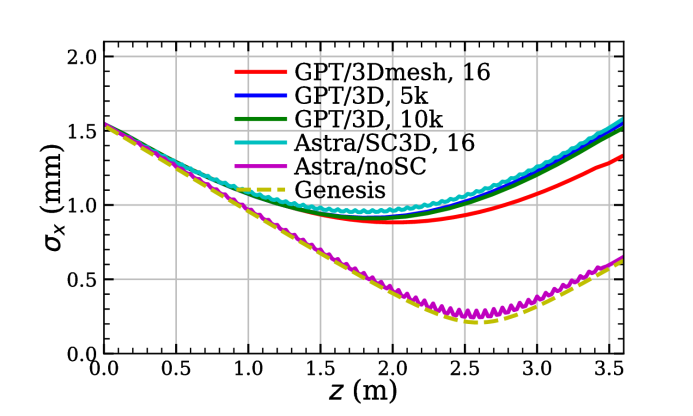 2.0
1.5
1.0
0.5
0.0
σx (mm)
GPT/3Dmesh, 16
GPT/3D, 5k
GPT/3D, 10k
Astra/SC3D, 16
Astra/noSC
Genesis
0.0 0.5 1.0 1.5 2.0 2.5 3.0 3.5
z (m)